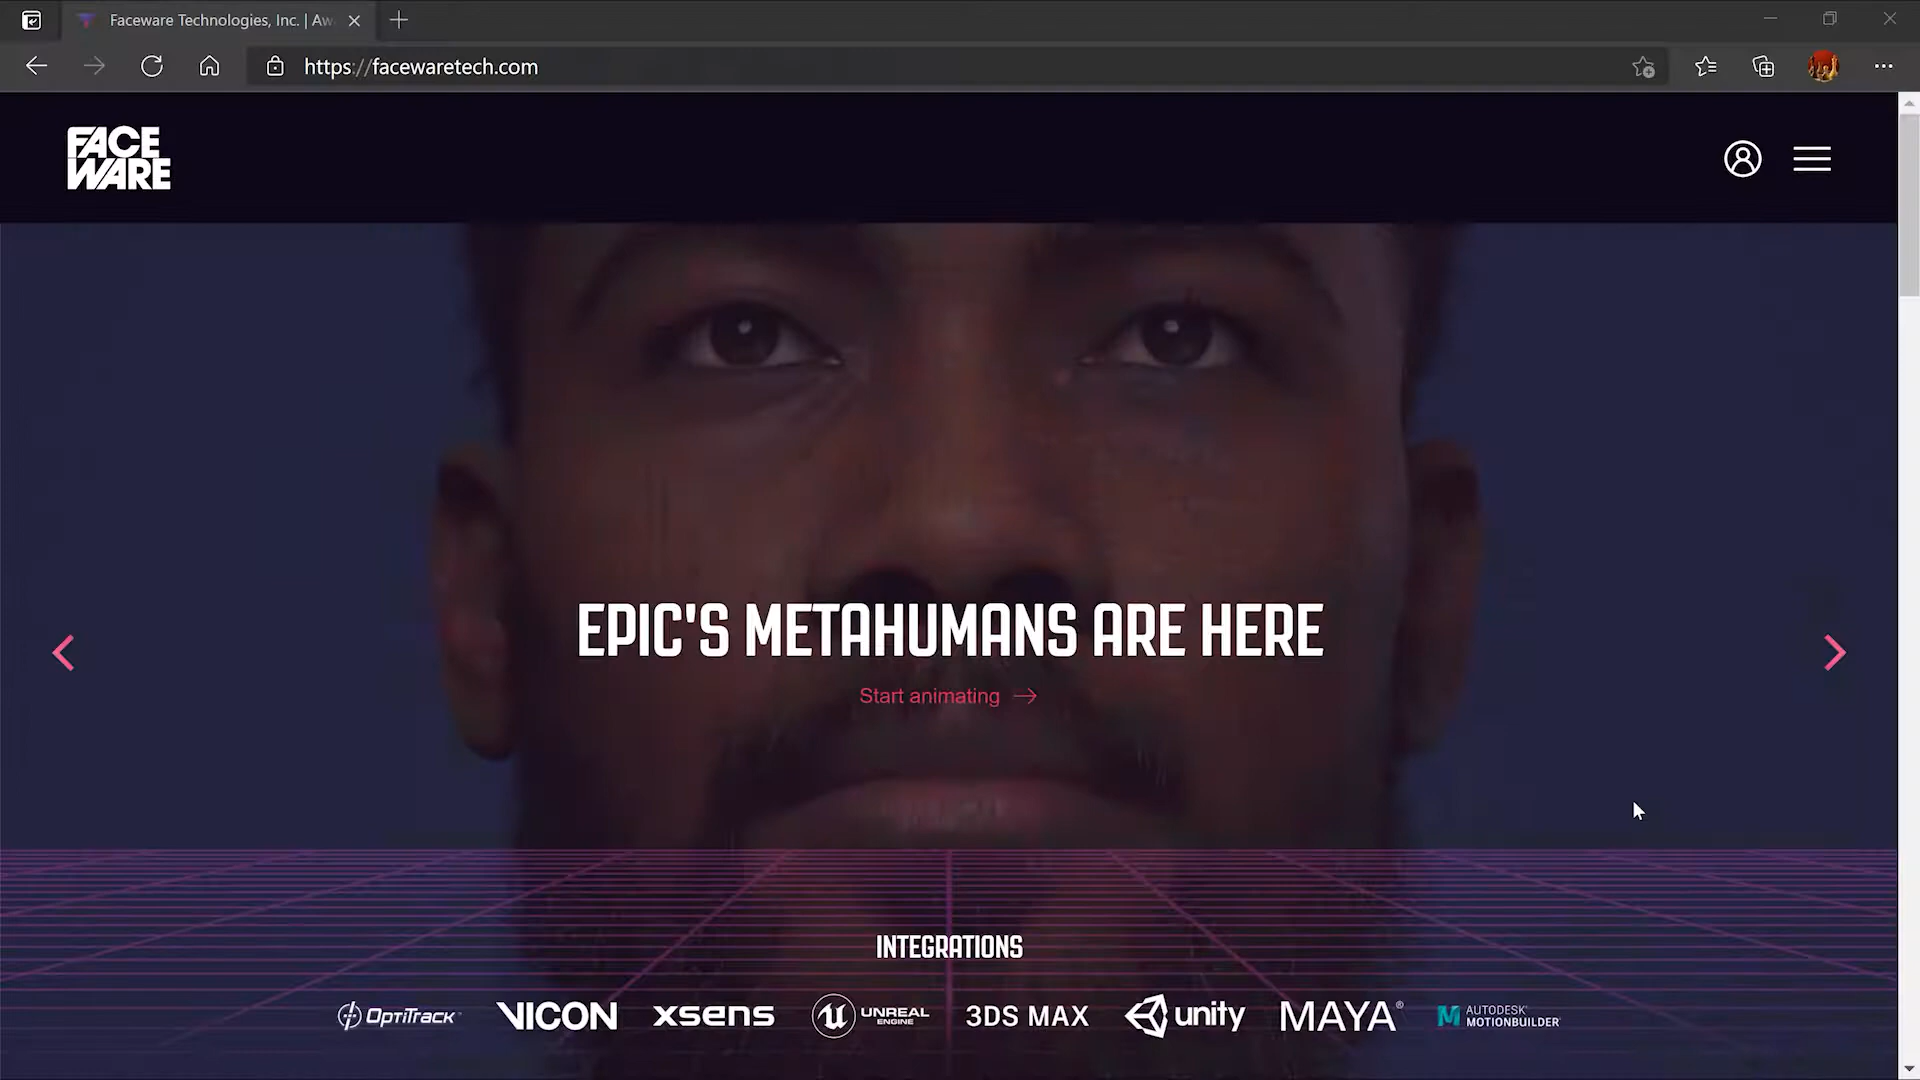 Faceware Technologies, Inc. | Aw
https://facewaretech.com
FACE
WARE
EPIC'S METAHUMANS ARE HERE
Start animating →
INTEGRATIONS
OPTITRACK VICON xsens UNREAL ENGINE 3DS MAX unity MAYA® AUTODESK® MOTIONBUILDER®